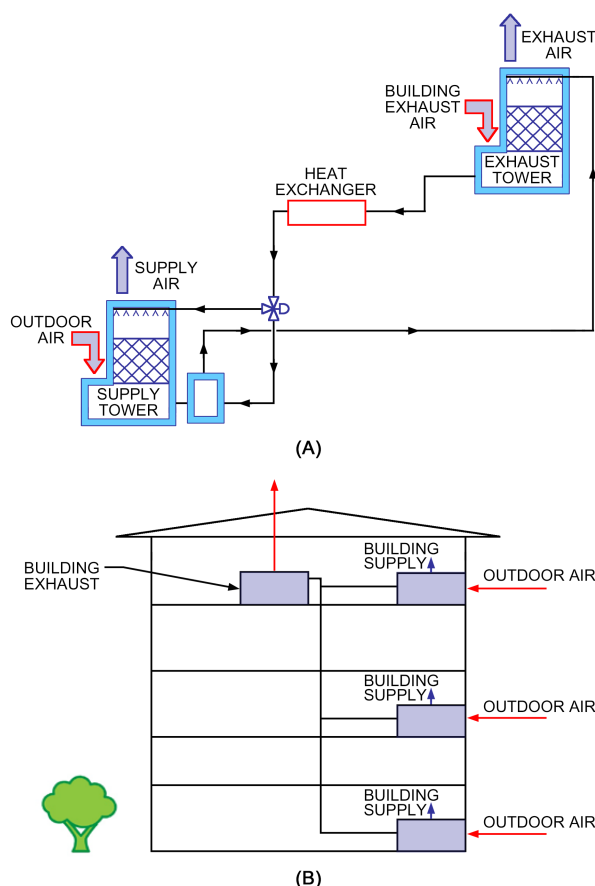 EXHAUST
AIR
BUILDING
EXHAUST
AIR
EXHAUST
TOWER
HEAT
EXCHANGER
SUPPLY
AIR
OUTDOOR
AIR
SUPPLY
TOWER
(A)
BUILDING
EXHAUST
BUILDING
SUPPLY
OUTDOOR AIR
BUILDING
SUPPLY
OUTDOOR AIR
BUILDING
SUPPLY
OUTDOOR AIR
(B)